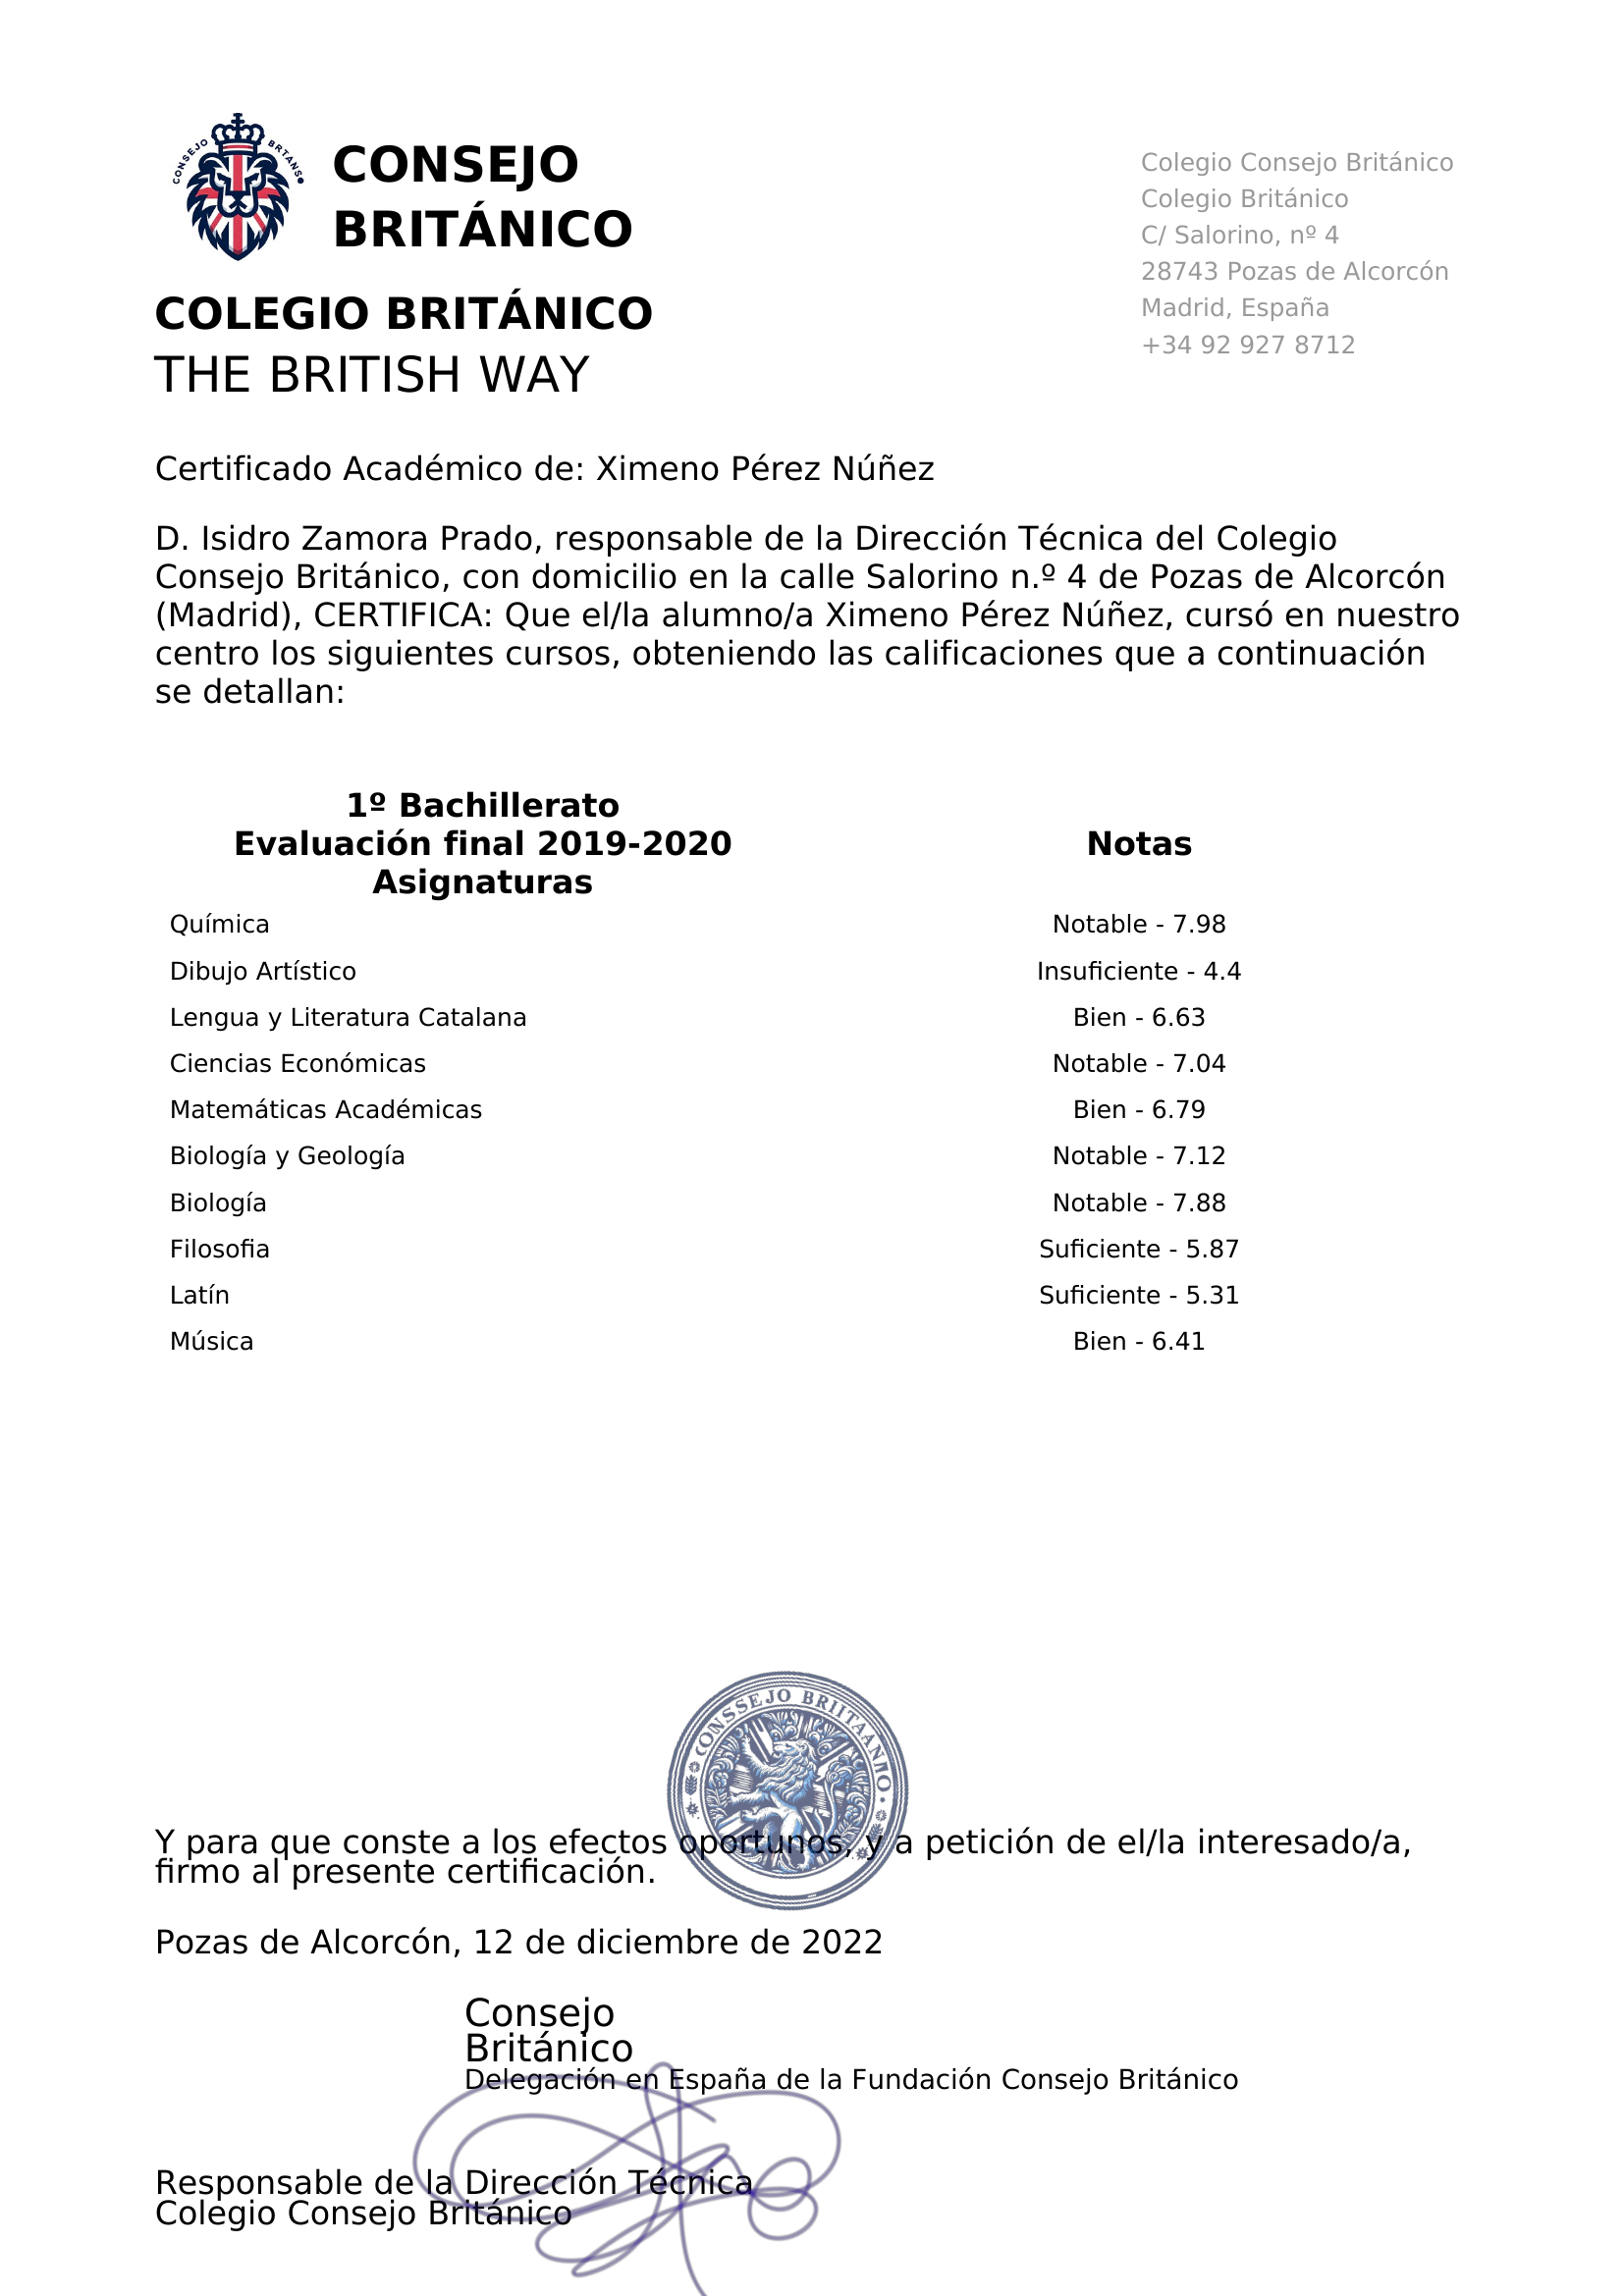 CONSEJO BRTANS
CONSEJO
BRITÁNICO
COLEGIO BRITÁNICO
THE BRITISH WAY
Colegio Consejo Británico
Colegio Británico
C/ Salorino, nº 4
28743 Pozas de Alcorcón
Madrid, España
+34 92 927 8712
Certificado Académico de: Ximeno Pérez Núñez
D. Isidro Zamora Prado, responsable de la Dirección Técnica del Colegio
Consejo Británico, con domicilio en la calle Salorino n.º 4 de Pozas de Alcorcón
(Madrid), CERTIFICA: Que el/la alumno/a Ximeno Pérez Núñez, cursó en nuestro
centro los siguientes cursos, obteniendo las calificaciones que a continuación
se detallan:
1º Bachillerato
Evaluación final 2019-2020
Asignaturas
Notas
Química Notable - 7.98
Dibujo Artístico Insuficiente - 4.4
Lengua y Literatura Catalana Bien - 6.63
Ciencias Económicas Notable - 7.04
Matemáticas Académicas Bien - 6.79
Biología y Geología Notable - 7.12
Biología Notable - 7.88
Filosofia Suficiente - 5.87
Latín Suficiente - 5.31
Música Bien - 6.41
CONSSEJO BRIITAANIO
Y para que conste a los efectos oportunos, y a petición de el/la interesado/a,
firmo al presente certificación.
Pozas de Alcorcón, 12 de diciembre de 2022
Consejo
Británico
Delegación en España de la Fundación Consejo Británico
Responsable de la Dirección Técnica
Colegio Consejo Británico